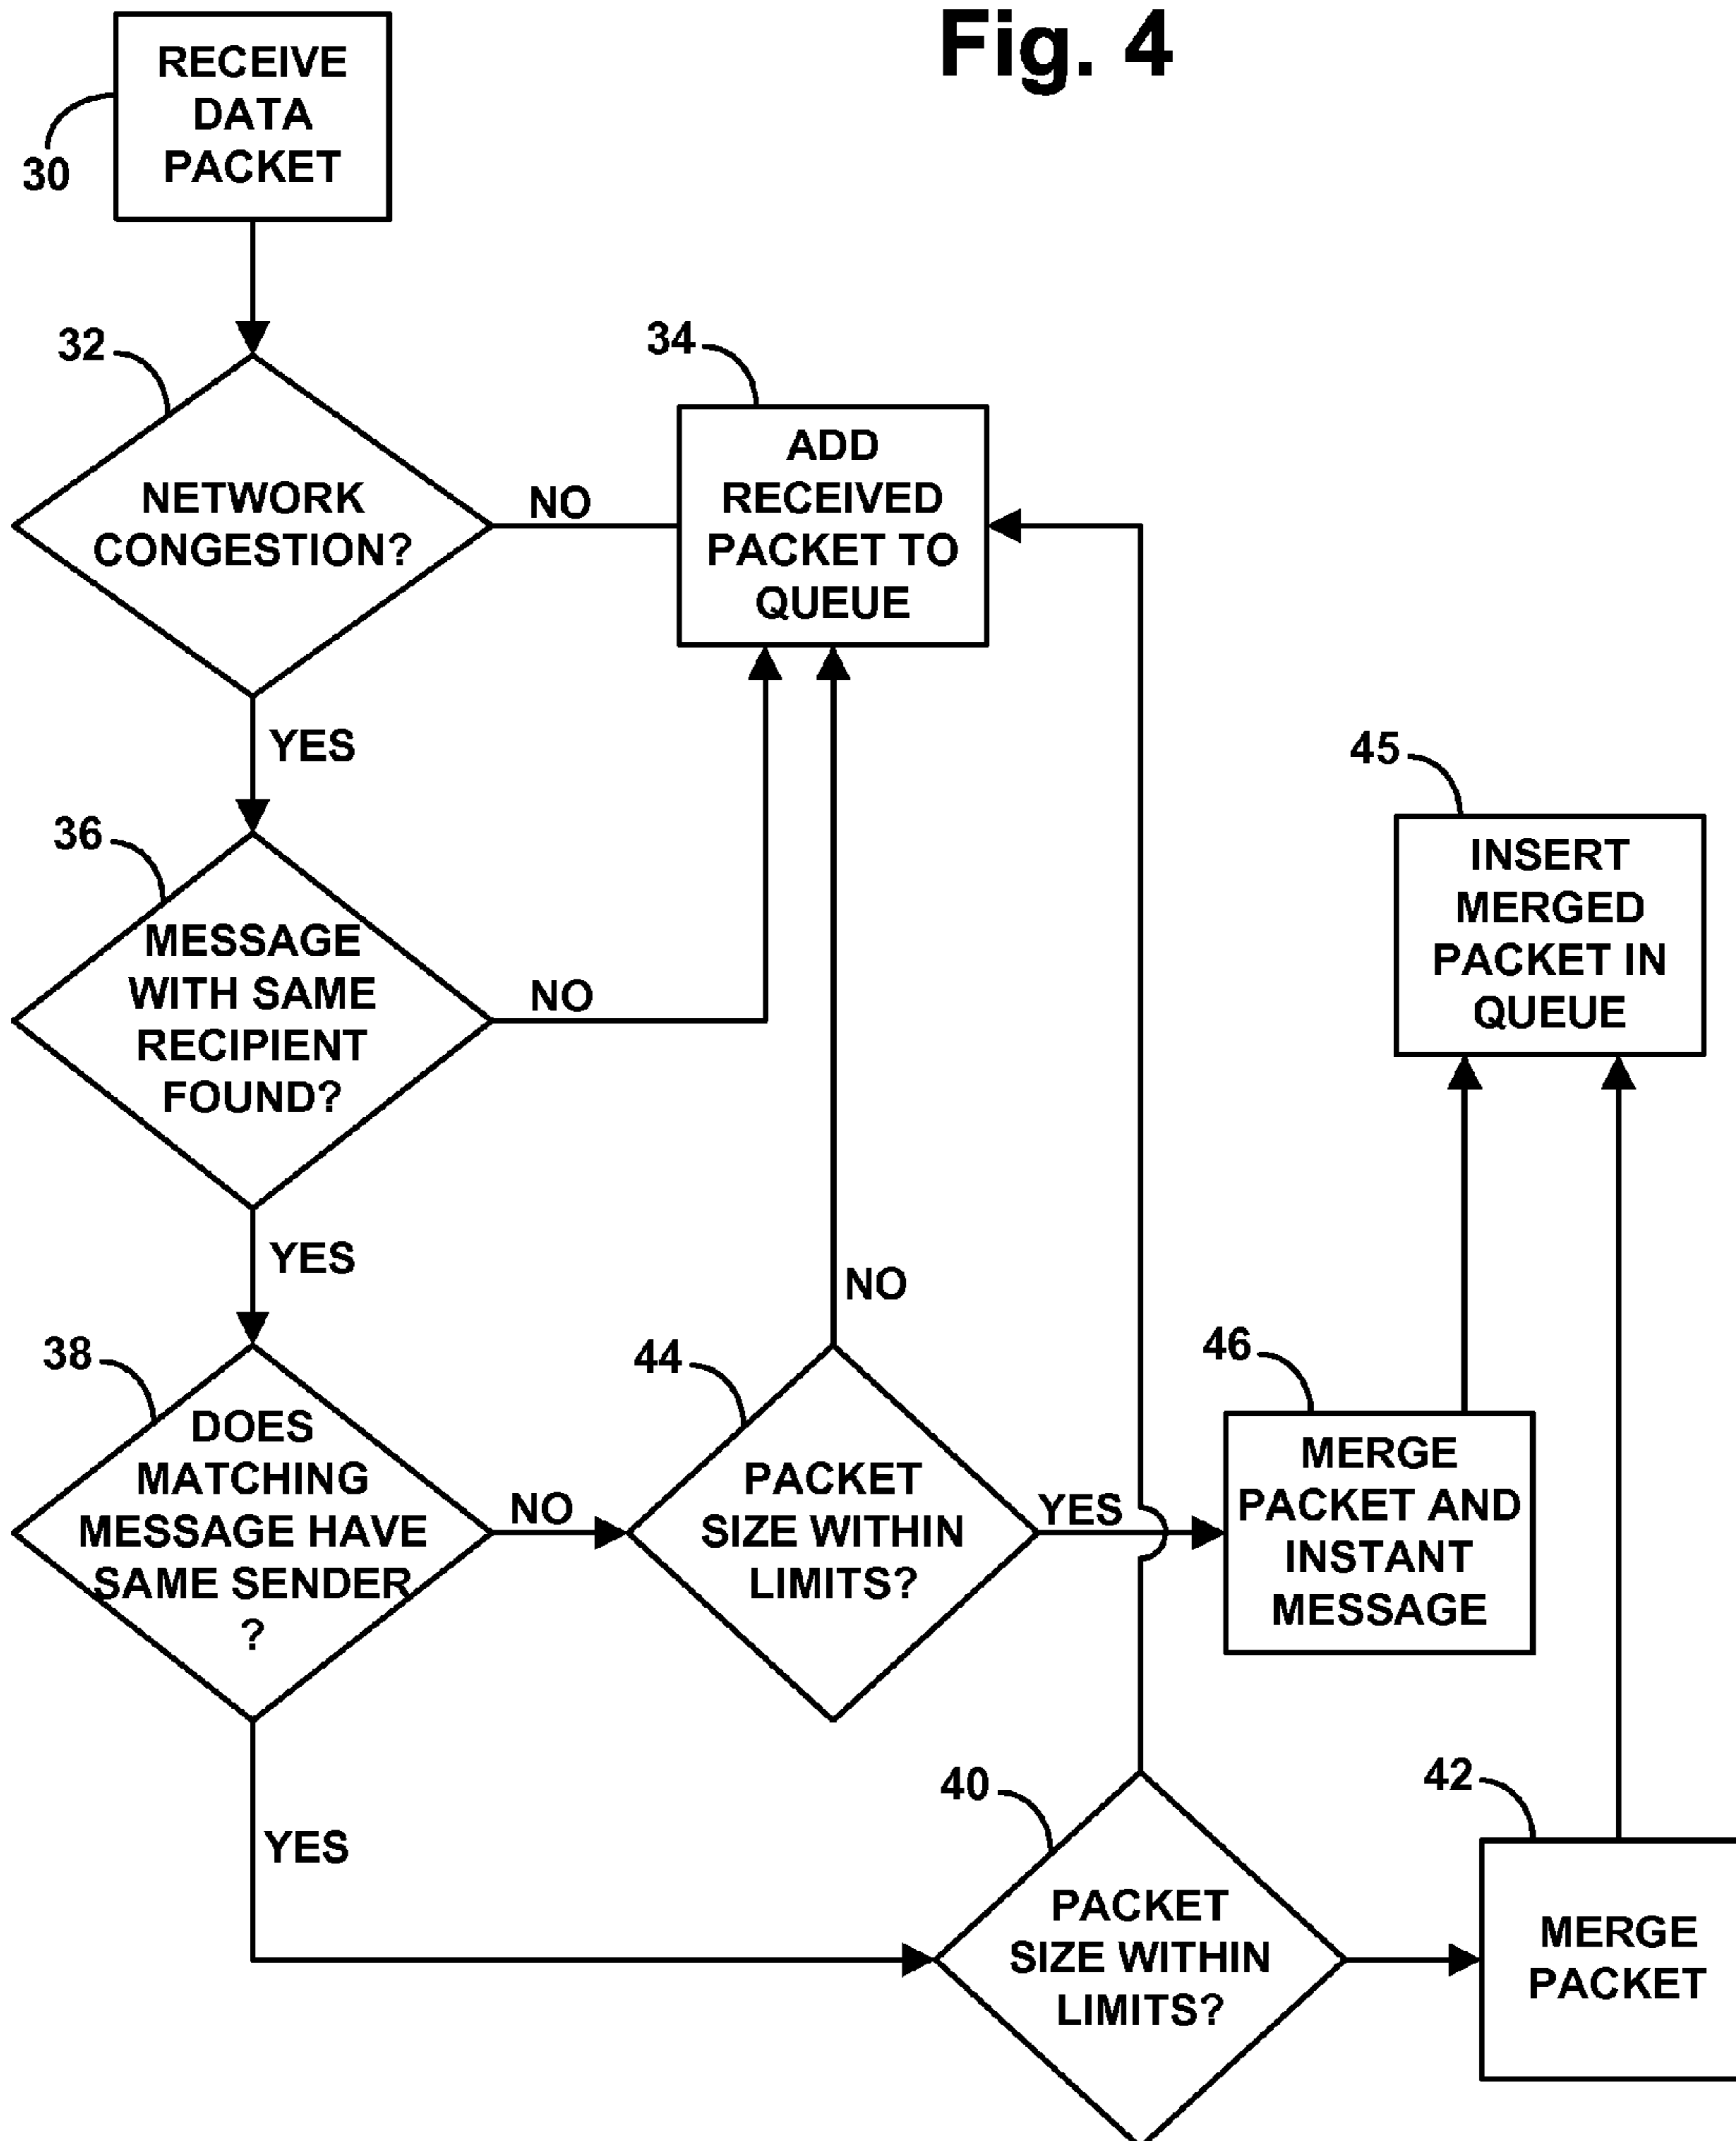 Fig. 4
RECEIVE
DATA
PACKET
30
32
NETWORK
CONGESTION?
NO
34
ADD
RECEIVED
PACKET TO
QUEUE
YES
36
MESSAGE
WITH SAME
RECIPIENT
FOUND?
NO
45
INSERT
MERGED
PACKET IN
QUEUE
YES
38
DOES
MATCHING
MESSAGE HAVE
SAME SENDER
?
NO
44
PACKET
SIZE WITHIN
LIMITS?
NO
YES
46
MERGE
PACKET AND
INSTANT
MESSAGE
YES
40
PACKET
SIZE WITHIN
LIMITS?
42
MERGE
PACKET